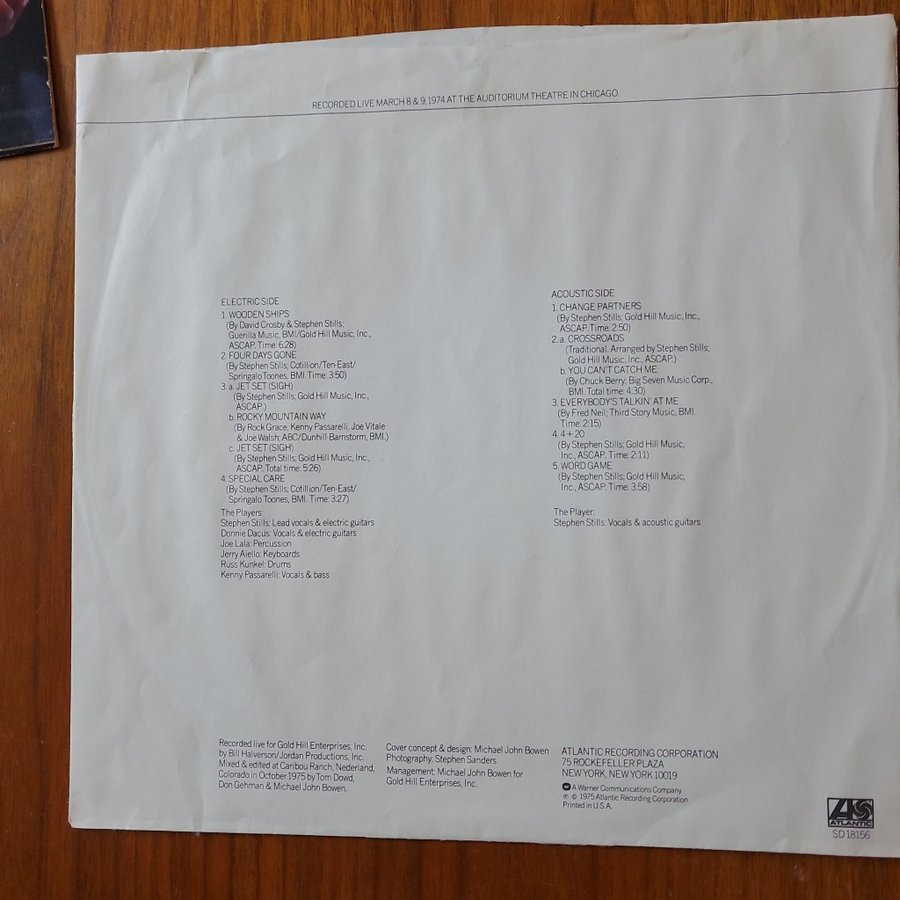 RECORDED LIVE MARCH 8 & 9, 1974 AT THE AUDITORIUM THEATRE IN CHICAGO.
ELECTRIC SIDE
1. WOODEN SHIPS
(By David Crosby & Stephen Stills;
Guerilla Music, BMI/Gold Hill Music, Inc.,
ASCAP. Time: 6:28)
2. FOUR DAYS GONE
(By Stephen Stills; Cotillion/Ten-East/
Springalo Toones, BMI. Time: 3:50)
3. a. JET SET (SIGH)
(By Stephen Stills; Gold Hill Music, Inc.,
ASCAP.)
b. ROCKY MOUNTAIN WAY
(By Rock Grace, Kenny Passarelli, Joe Vitale
& Joe Walsh; ABC/Dunhill-Barnstorm, BMI.)
c. JET SET (SIGH)
(By Stephen Stills; Gold Hill Music, Inc.,
ASCAP. Total time: 5:26)
4. SPECIAL CARE
(By Stephen Stills; Cotillion/Ten-East/
Springalo Toones, BMI. Time: 3:27)
The Players:
Stephen Stills: Lead vocals & electric guitars
Donnie Dacus: Vocals & electric guitars
Joe Lala: Percussion
Jerry Aiello: Keyboards
Russ Kunkel: Drums
Kenny Passarelli: Vocals & bass
ACOUSTIC SIDE
1. CHANGE PARTNERS
(By Stephen Stills; Gold Hill Music, Inc.,
ASCAP. Time: 2:50)
2. a. CROSSROADS
(Traditional. Arranged by Stephen Stills;
Gold Hill Music, Inc., ASCAP.)
b. YOU CAN'T CATCH ME
(By Chuck Berry; Big Seven Music Corp.,
BMI. Total time: 4:30)
3. EVERYBODY'S TALKIN' AT ME
(By Fred Neil; Third Story Music, BMI.
Time: 2:15)
4. 4 + 20
(By Stephen Stills; Gold Hill Music,
Inc., ASCAP. Time: 2:11)
5. WORD GAME
(By Stephen Stills; Gold Hill Music,
Inc., ASCAP. Time: 3:58)
The Player:
Stephen Stills: Vocals & acoustic guitars
Recorded live for Gold Hill Enterprises, Inc.
by Bill Halverson/Jordan Productions, Inc.
Mixed & edited at Caribou Ranch, Nederland,
Colorado in October 1975 by Tom Dowd,
Don Gehman & Michael John Bowen.
Cover concept & design: Michael John Bowen
Photography: Stephen Sanders
Management: Michael John Bowen for
Gold Hill Enterprises, Inc.
ATLANTIC RECORDING CORPORATION
75 ROCKEFELLER PLAZA
NEW YORK, NEW YORK 10019
A Warner Communications Company
℗ © 1975 Atlantic Recording Corporation
Printed in U.S.A.
ATLANTIC
SD 18156